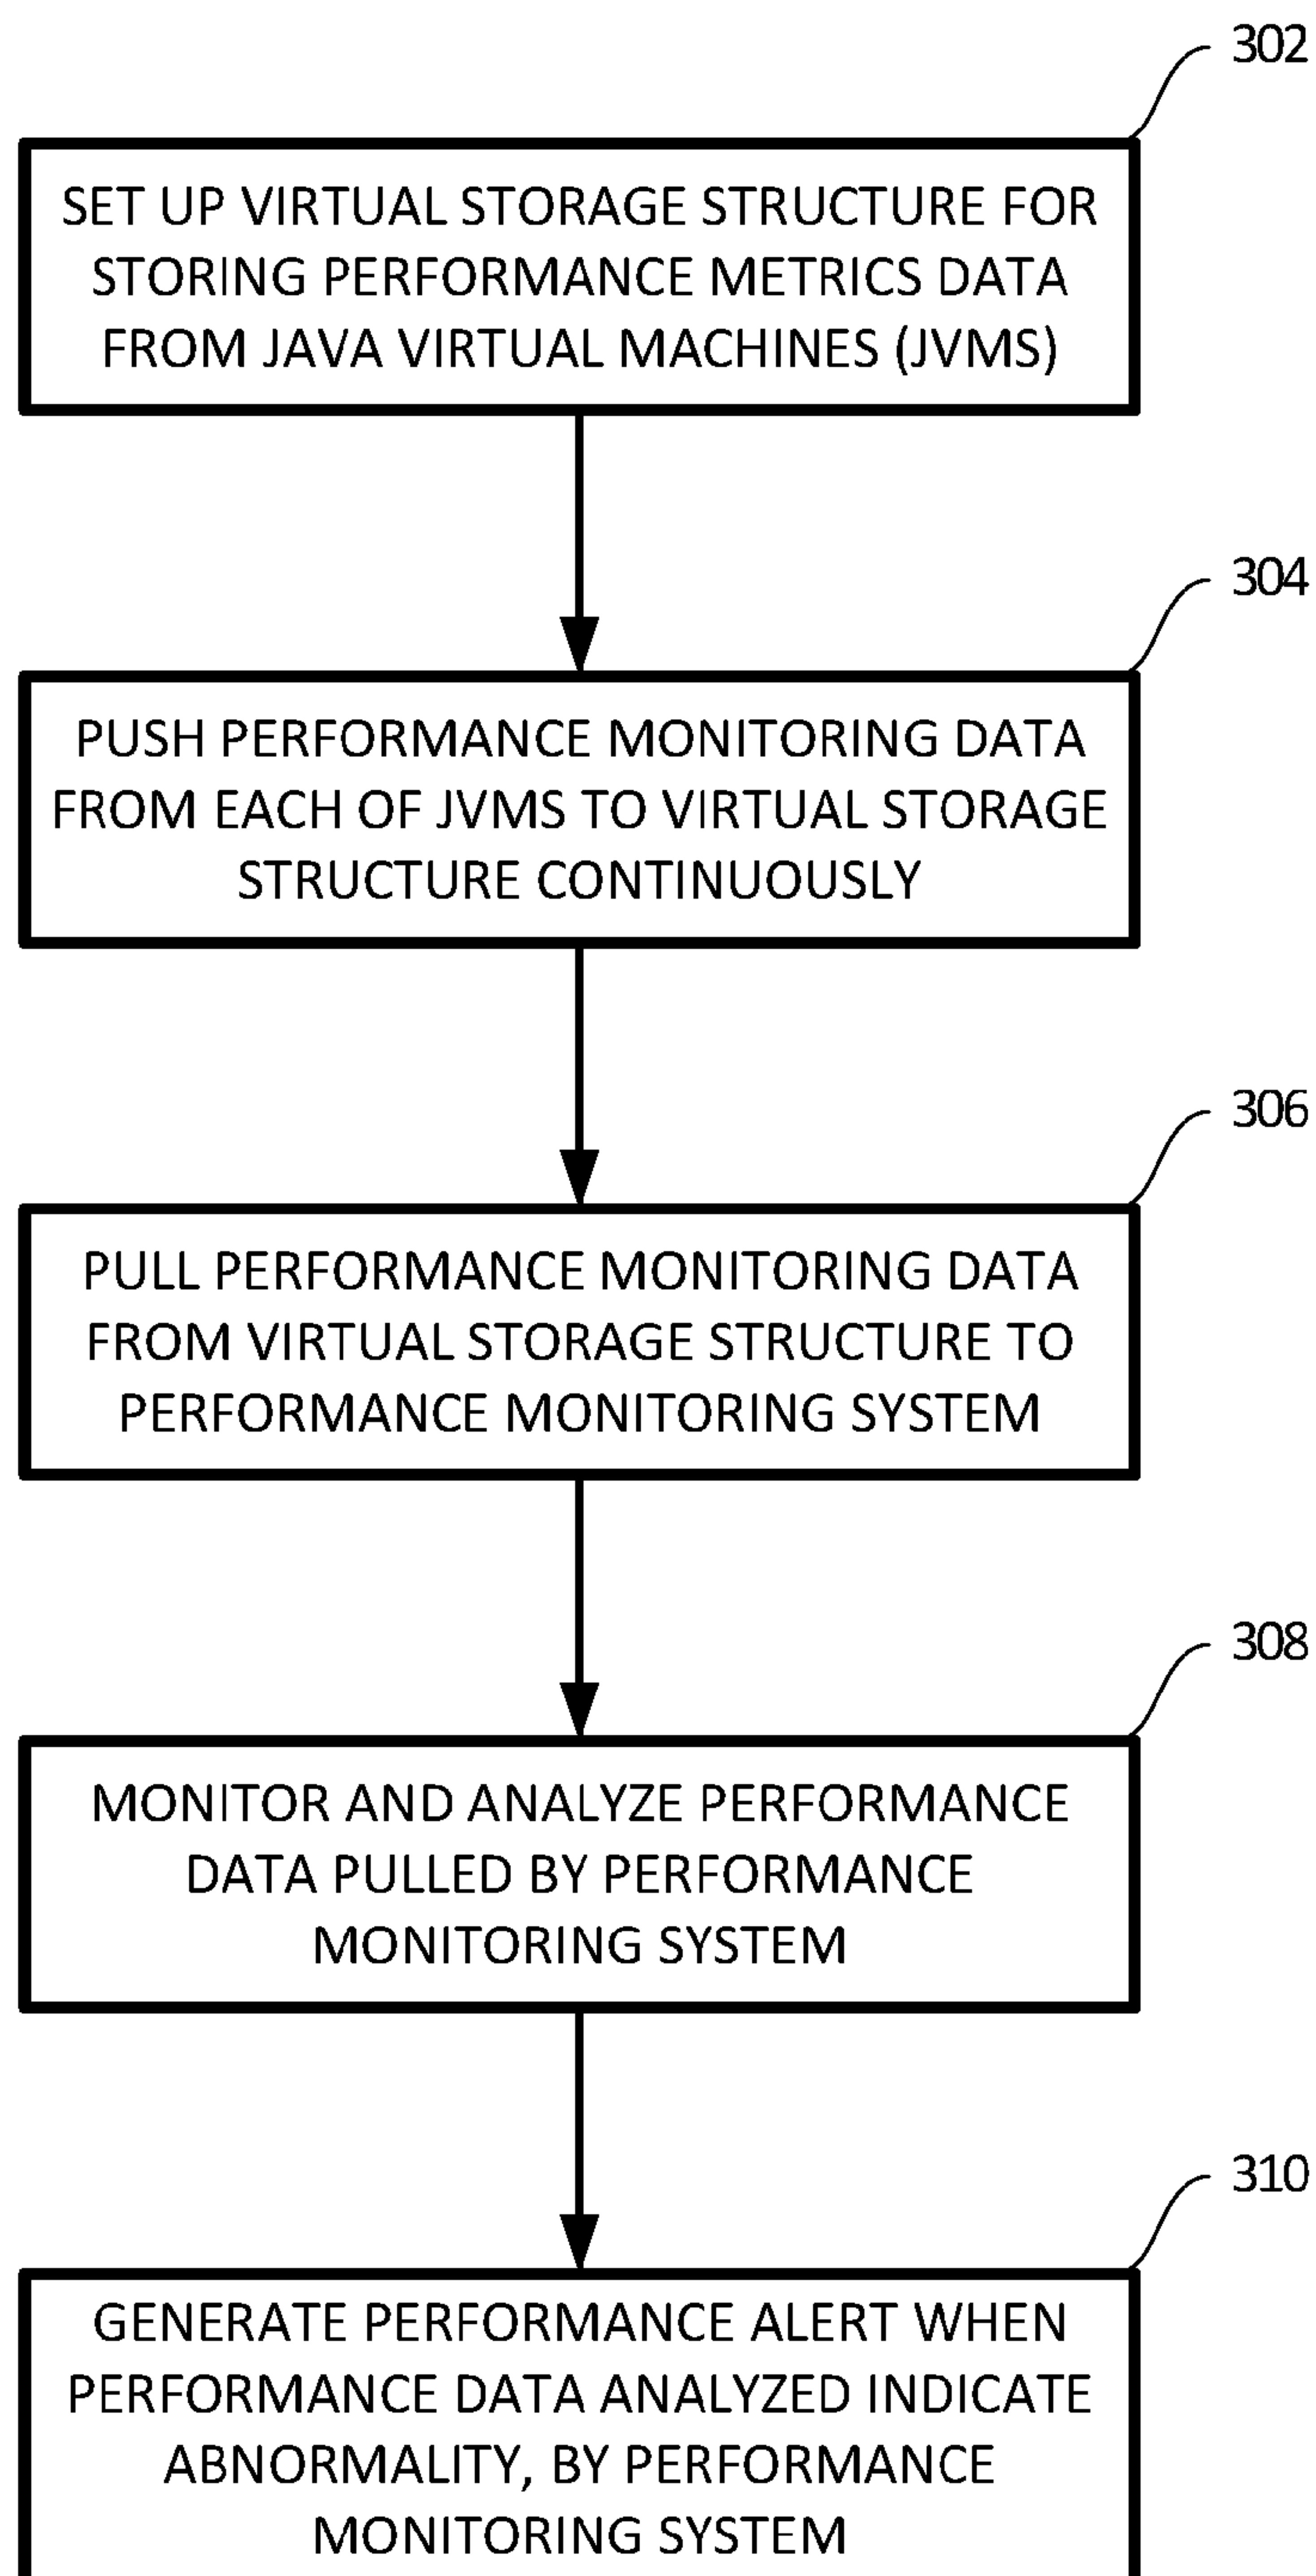 302
SET UP VIRTUAL STORAGE STRUCTURE FOR
STORING PERFORMANCE METRICS DATA
FROM JAVA VIRTUAL MACHINES (JVMS)
304
PUSH PERFORMANCE MONITORING DATA
FROM EACH OF JVMS TO VIRTUAL STORAGE
STRUCTURE CONTINUOUSLY
306
PULL PERFORMANCE MONITORING DATA
FROM VIRTUAL STORAGE STRUCTURE TO
PERFORMANCE MONITORING SYSTEM
308
MONITOR AND ANALYZE PERFORMANCE
DATA PULLED BY PERFORMANCE
MONITORING SYSTEM
310
GENERATE PERFORMANCE ALERT WHEN
PERFORMANCE DATA ANALYZED INDICATE
ABNORMALITY, BY PERFORMANCE
MONITORING SYSTEM